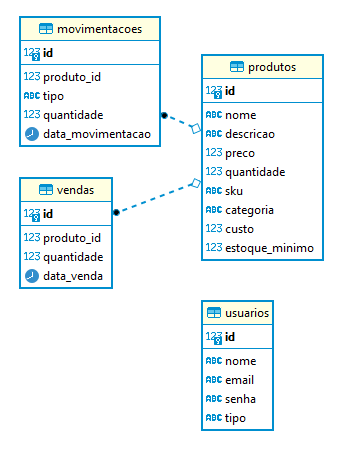 movimentacoes
123 id
123 produto_id
ABC tipo
123 quantidade
data_movimentacao
produtos
123 id
ABC nome
ABC descricao
123 preco
123 quantidade
ABC sku
ABC categoria
123 custo
123 estoque_minimo
vendas
123 id
123 produto_id
123 quantidade
data_venda
usuarios
123 id
ABC nome
ABC email
ABC senha
ABC tipo